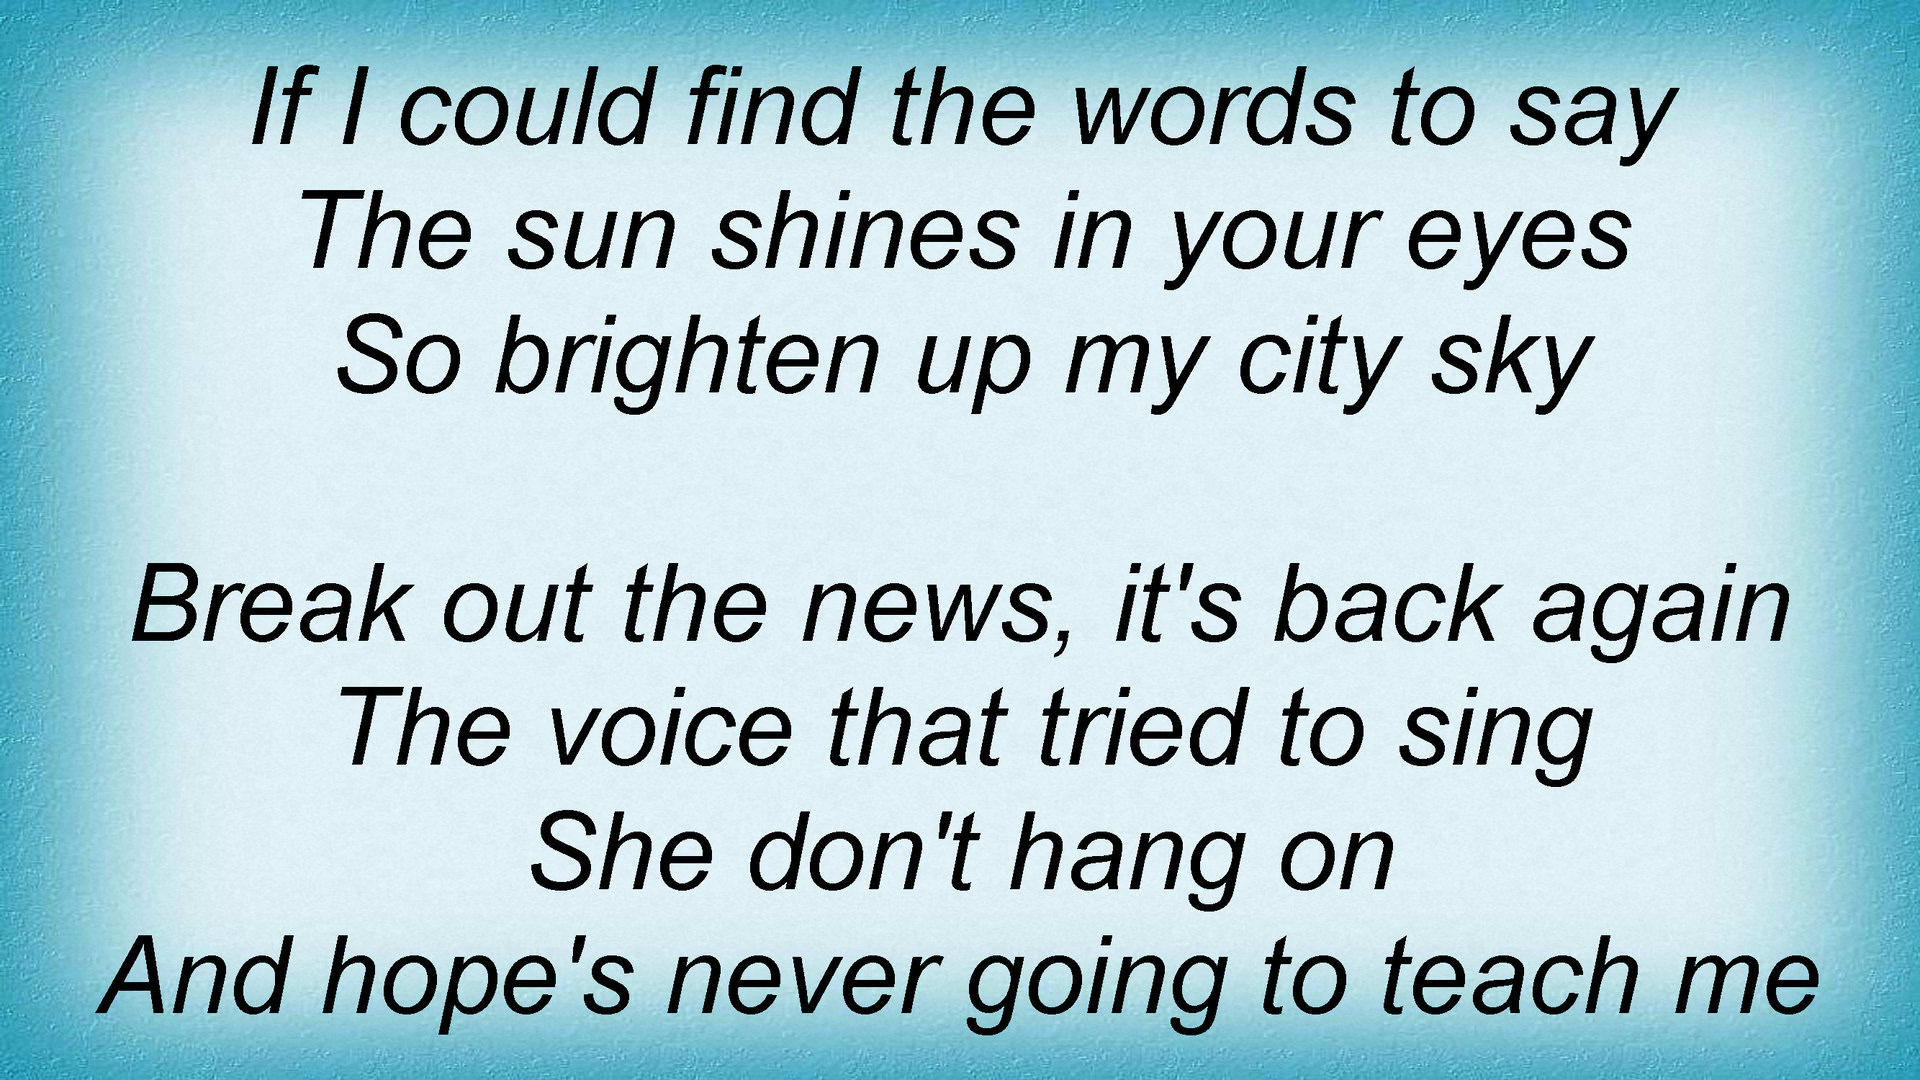 If I could find the words to say
The sun shines in your eyes
So brighten up my city sky
Break out the news, it's back again
The voice that tried to sing
She don't hang on
And hope's never going to teach me